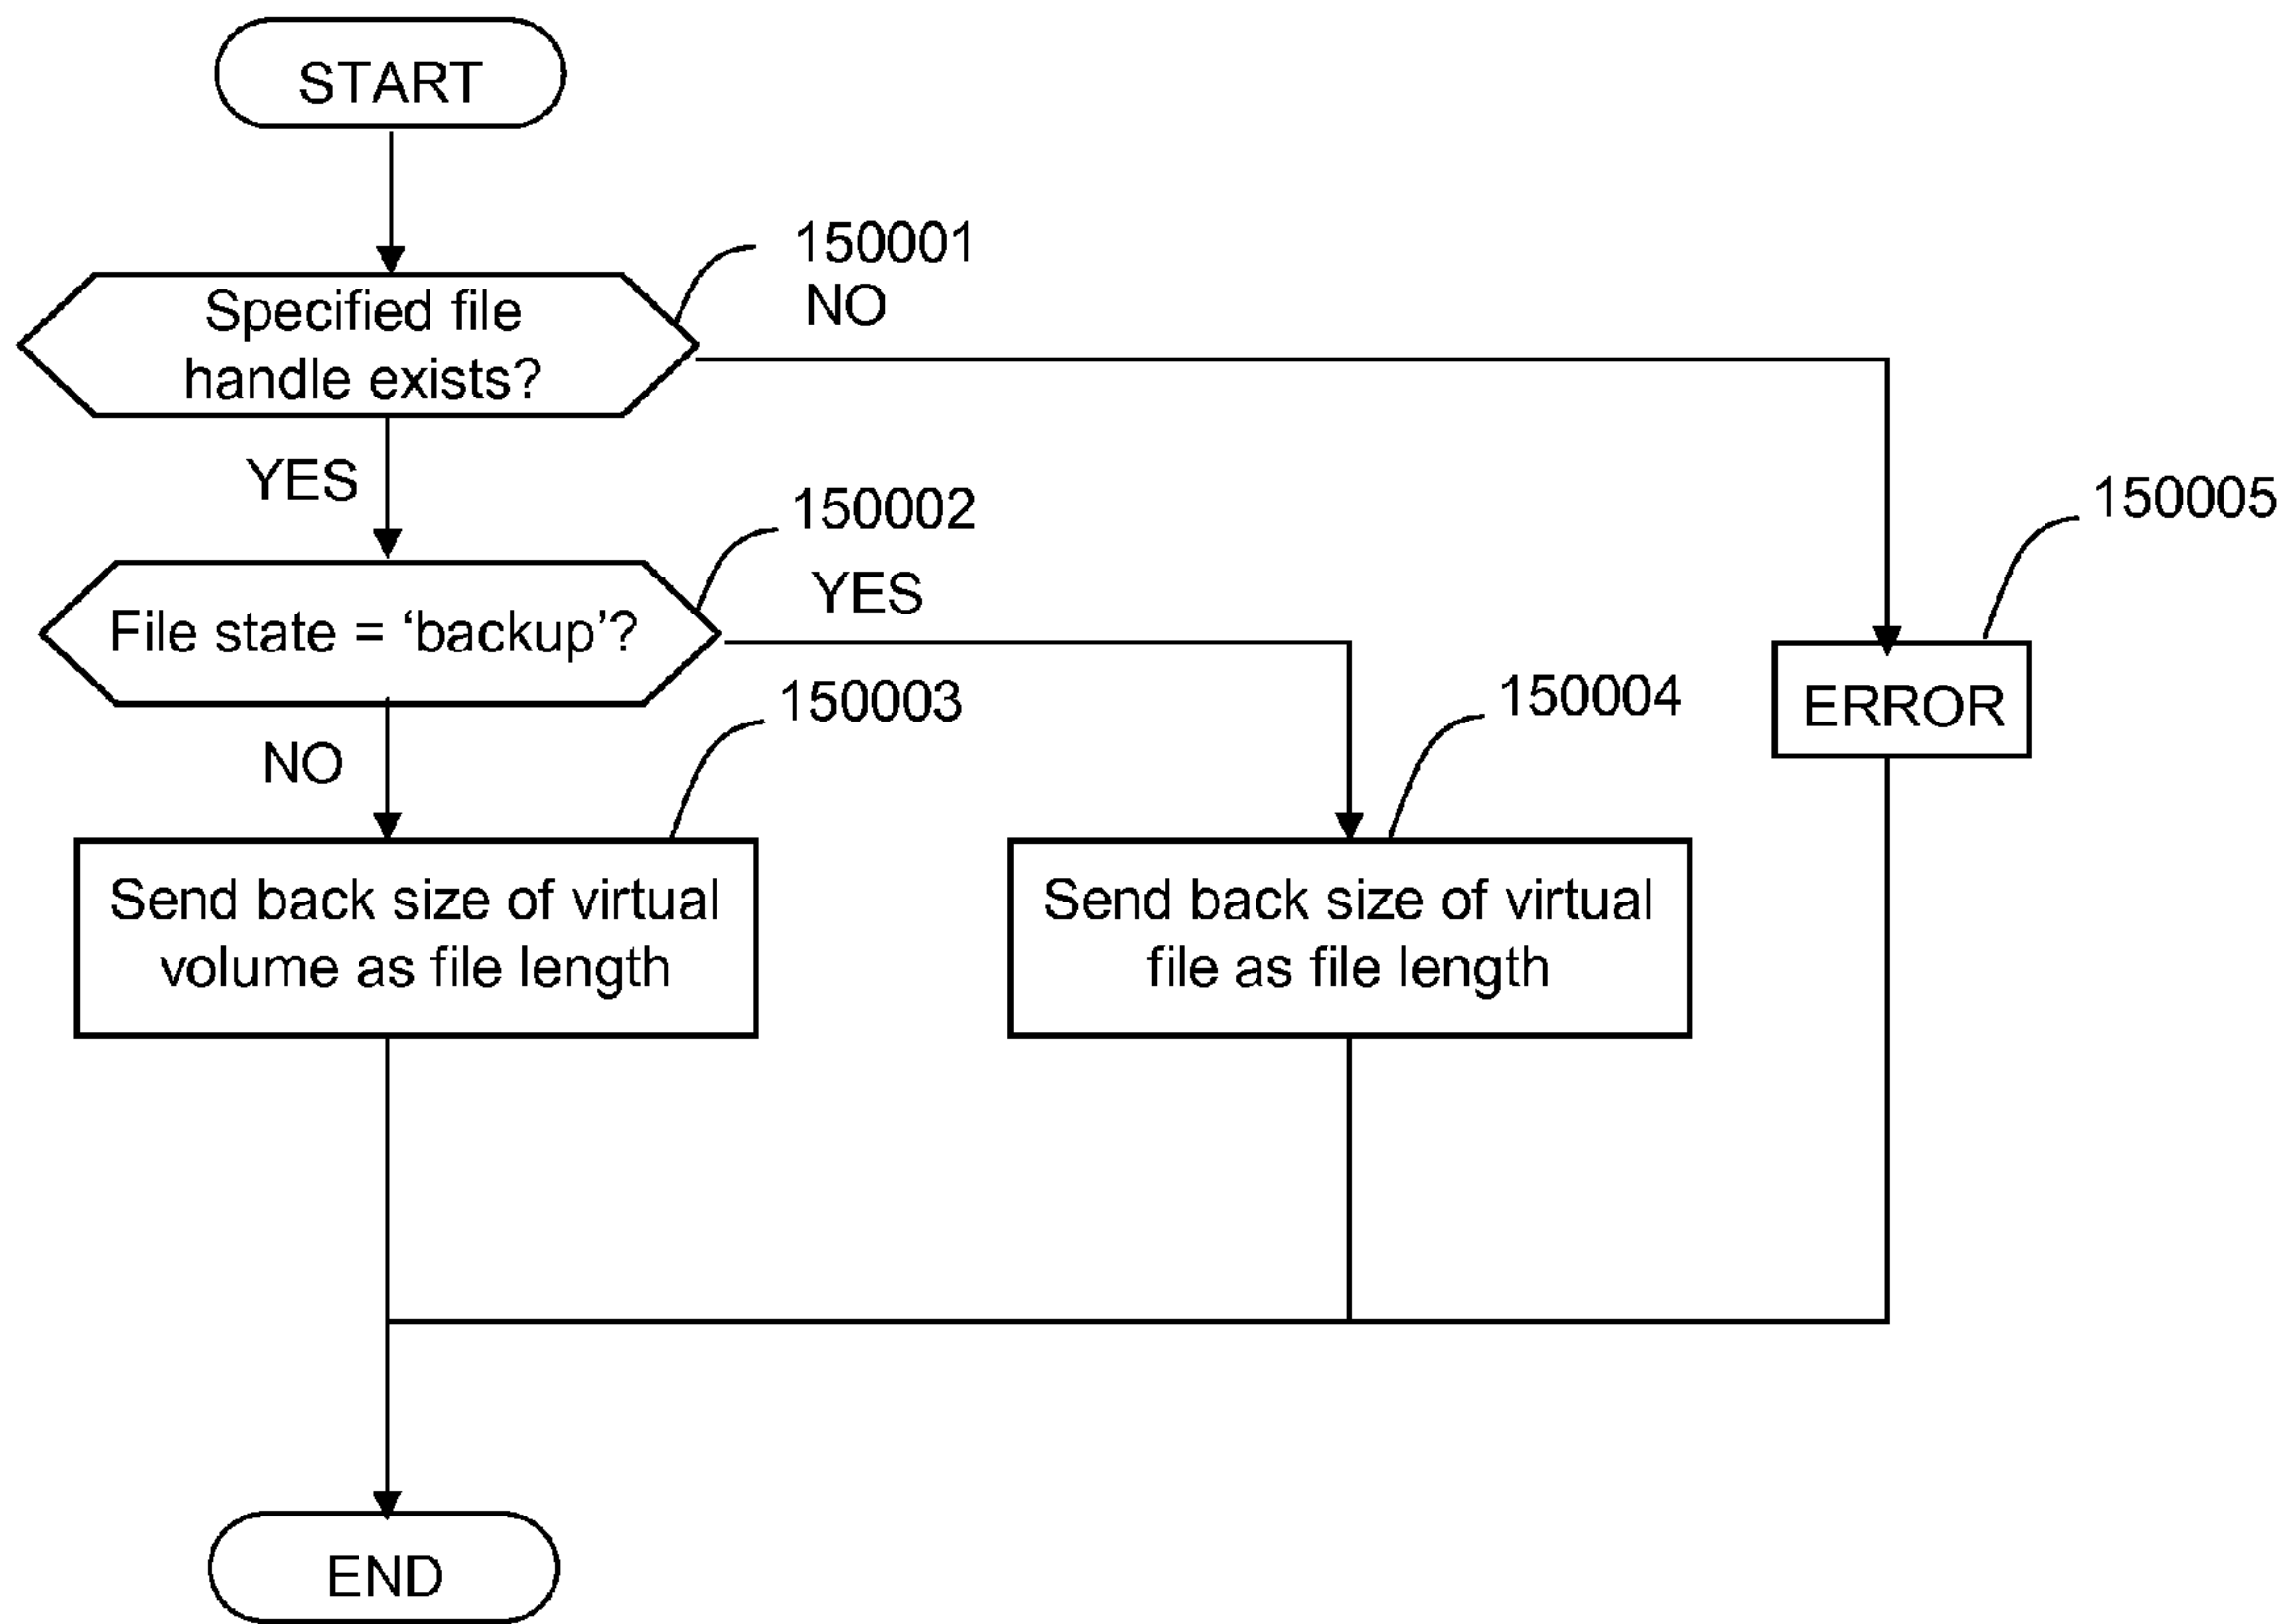 START
150001
NO
Specified file
handle exists?
YES
150002
YES
150005
File state = ‘backup’?
150003
150004
ERROR
NO
Send back size of virtual
volume as file length
Send back size of virtual
file as file length
END